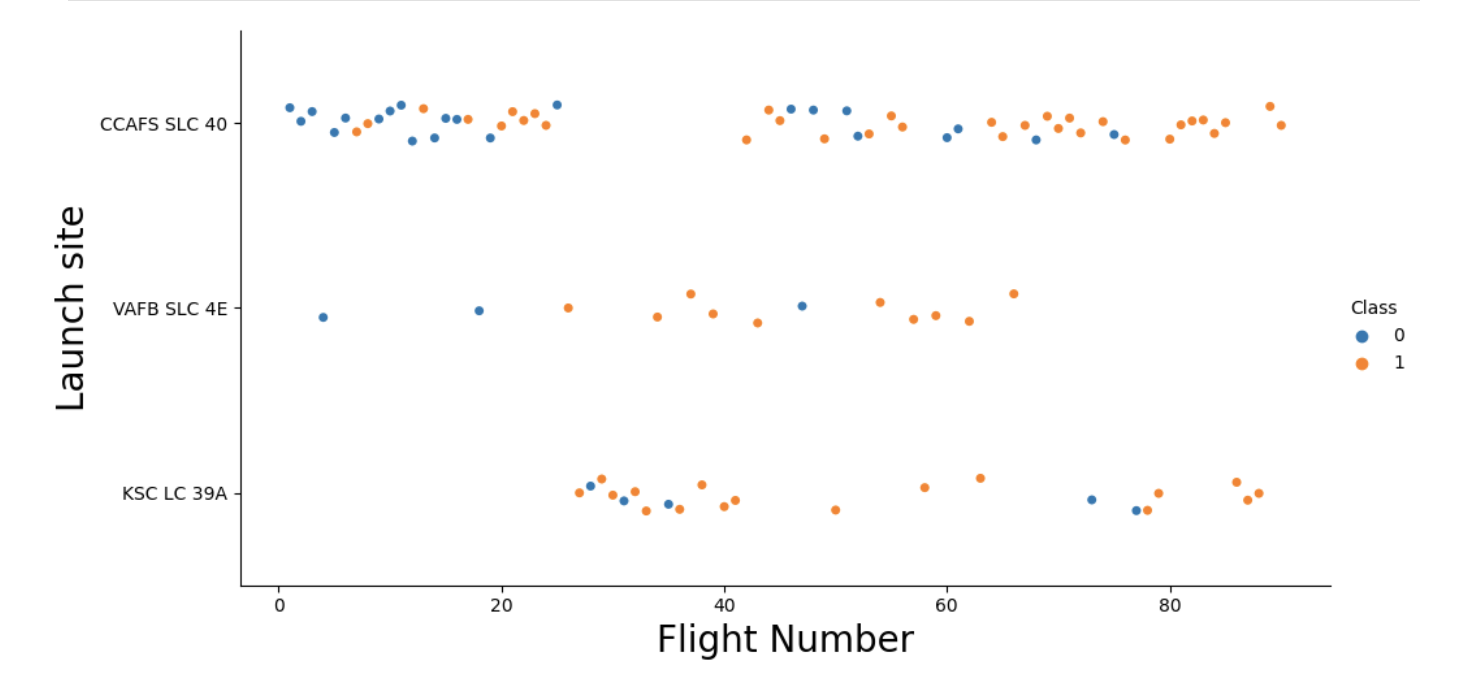 CCAFS SLC 40
VAFB SLC 4E
KSC LC 39A
Launch site
0 20 40 60 80
Flight Number
Class
0
1